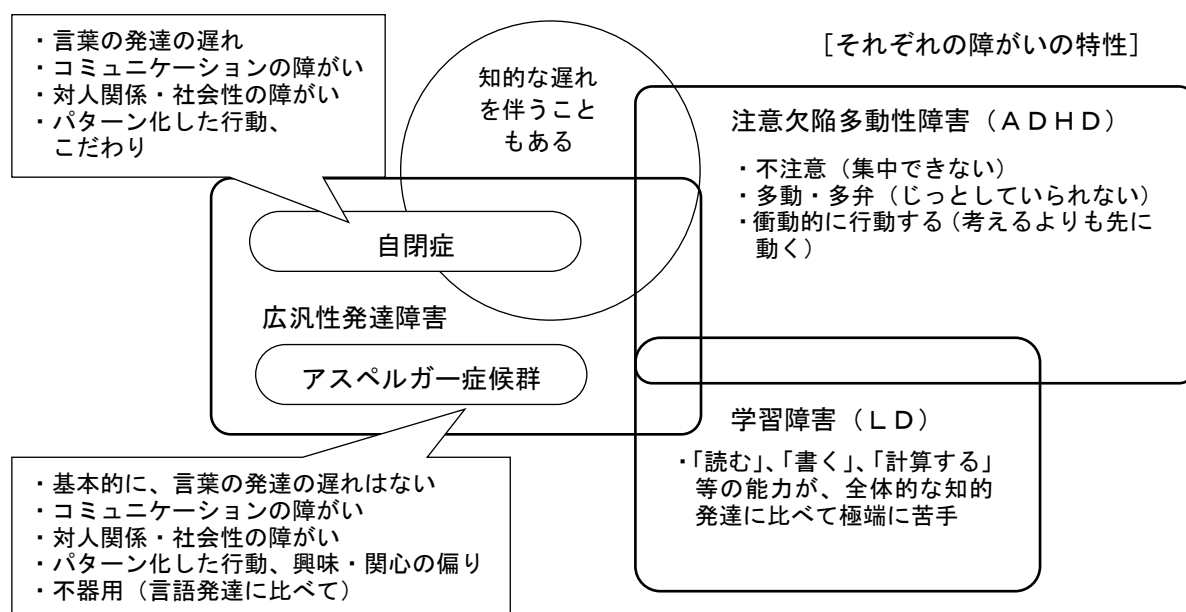 ・言葉の発達の遅れ
・コミュニケーションの障がい
・対人関係・社会性の障がい
・パターン化した行動、
こだわり
知的な遅れ
を伴うこと
もある
［それぞれの障がいの特性］
注意欠陥多動性障害（ＡＤＨＤ）
・不注意（集中できない）
・多動・多弁（じっとしていられない）
・衝動的に行動する（考えるよりも先に
動く）
自閉症
広汎性発達障害
アスペルガー症候群
学習障害（ＬＤ）
・「読む」、「書く」、「計算する」
等の能力が、全体的な知的
発達に比べて極端に苦手
・基本的に、言葉の発達の遅れはない
・コミュニケーションの障がい
・対人関係・社会性の障がい
・パターン化した行動、興味・関心の偏り
・不器用（言語発達に比べて）